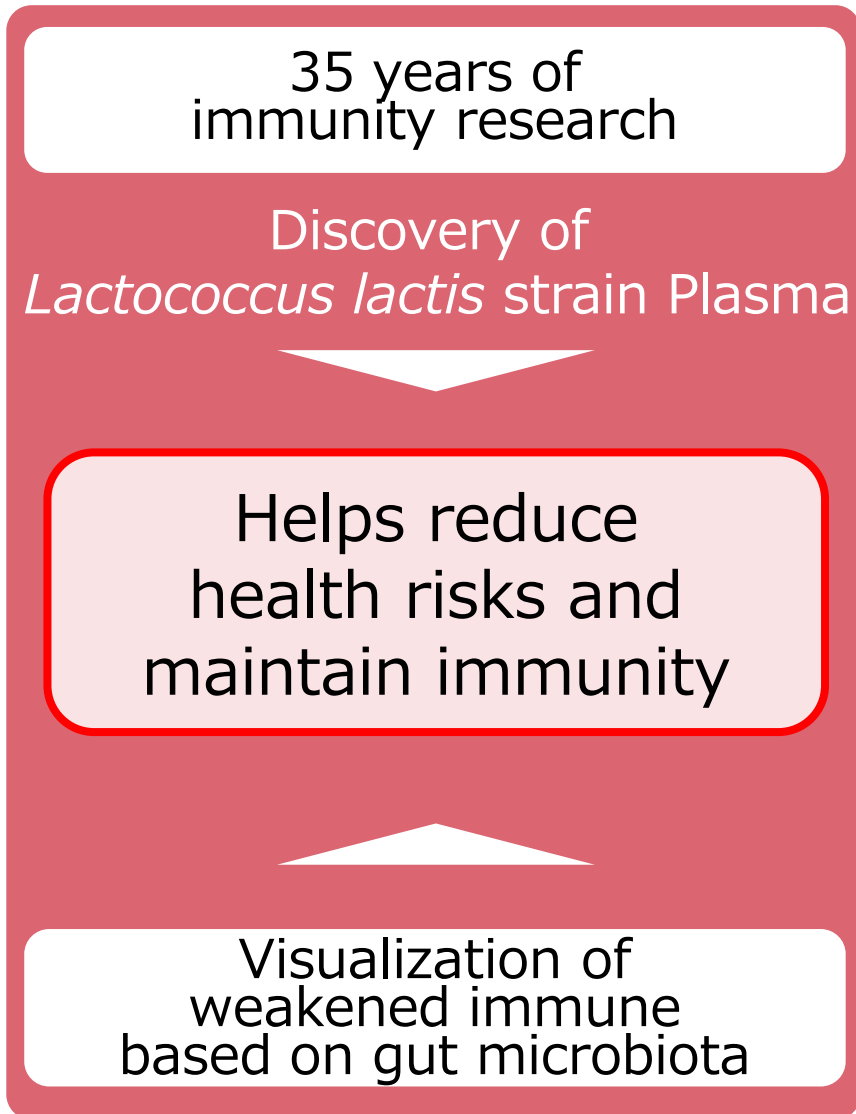 35 years of
immunity research
Discovery of
Lactococcus lactis strain Plasma
Helps reduce
health risks and
maintain immunity
Visualization of
weakened immune
based on gut microbiota